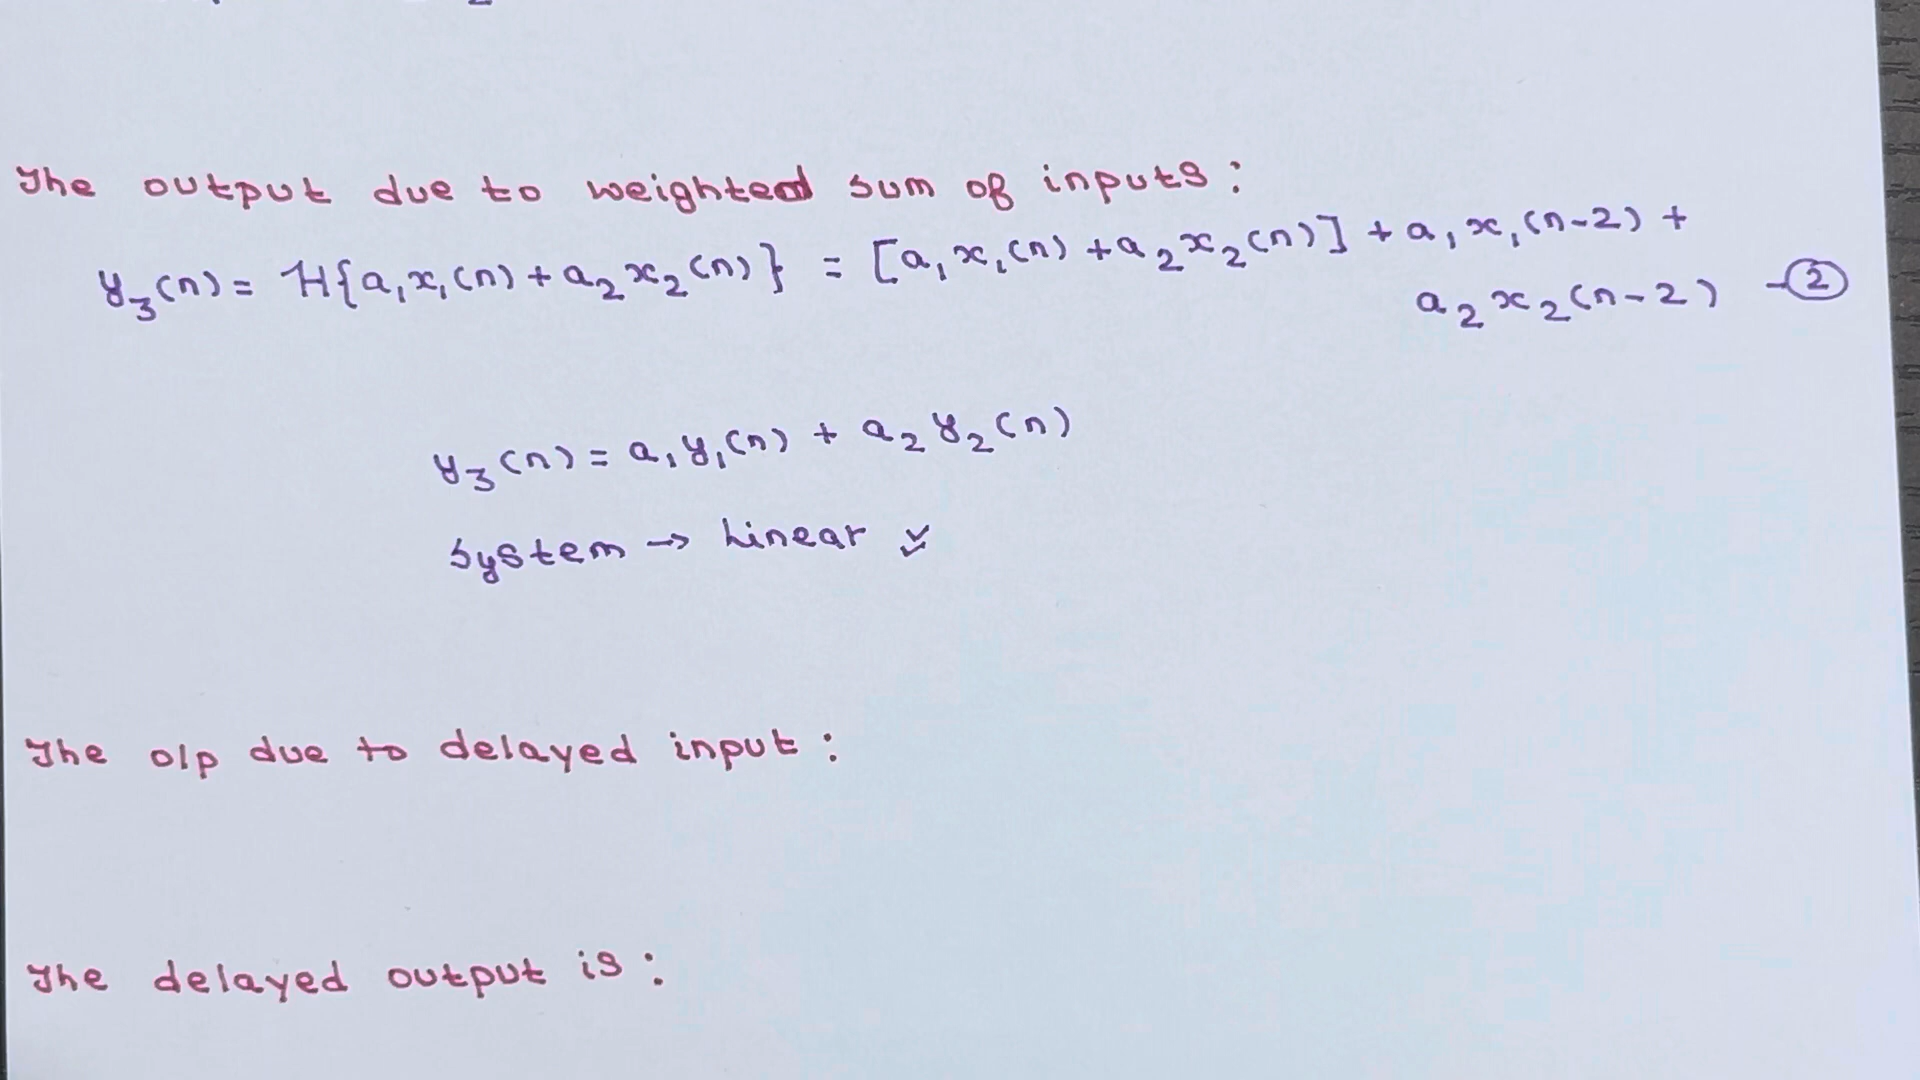 The output due to weighted sum of inputs :
y₃(n) = H{a₁x₁(n) + a₂x₂(n)} = [a₁x₁(n) + a₂x₂(n)] + a₁x₁(n-2) +
a₂x₂(n-2) -②
y₃(n) = a₁y₁(n) + a₂y₂(n)
System → Linear
The o/p due to delayed input :
The delayed output is :